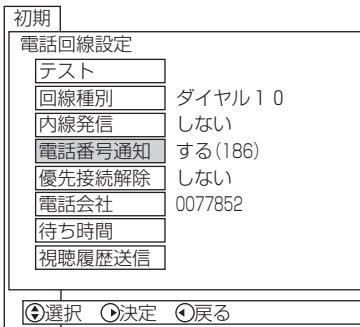 初期
電話回線設定
テスト
回線種別 ダイヤル10
内線発信 しない
電話番号通知 する(186)
優先接続解除 しない
電話会社 0077852
待ち時間
視聴履歴送信
選択 決定 戻る